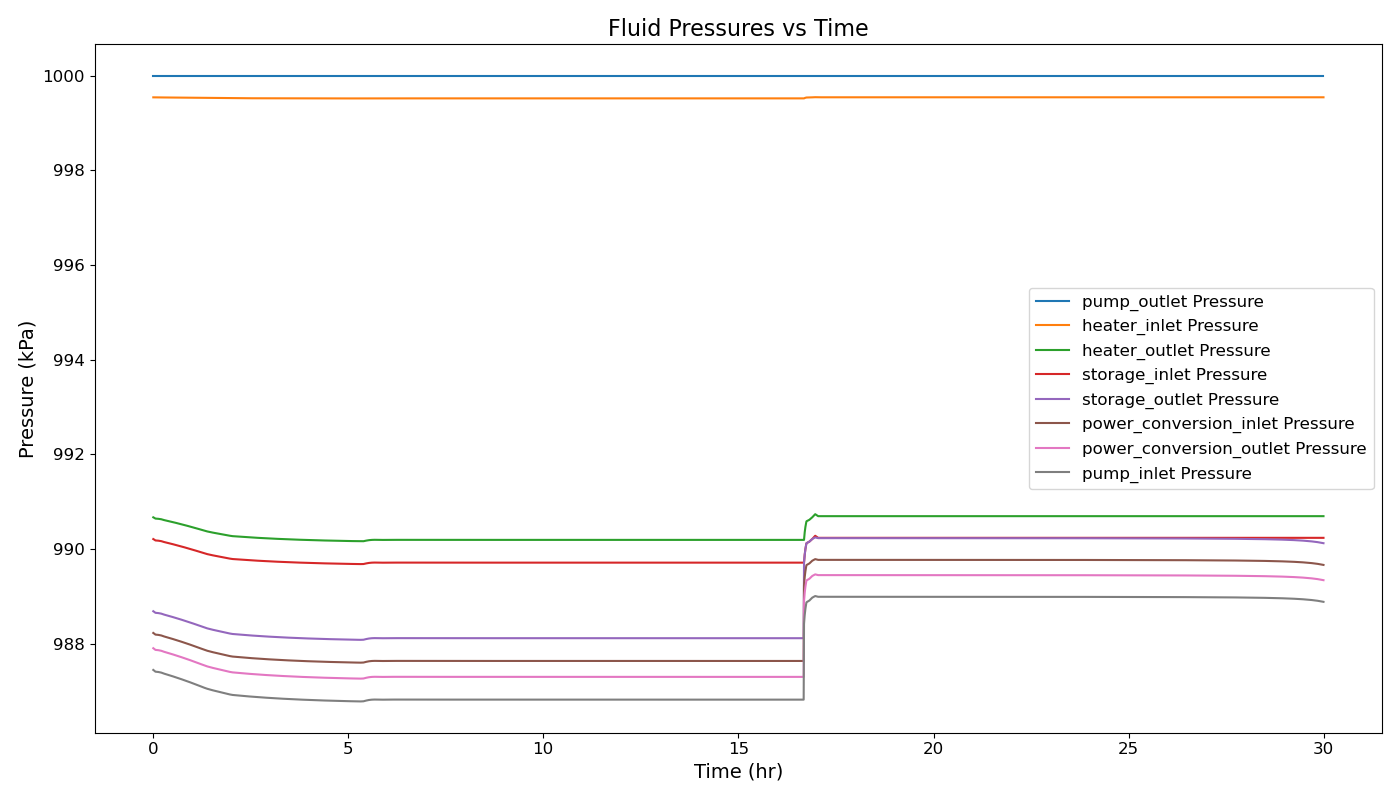 Fluid Pressures vs Time
Pressure (kPa)
1000
998
996
994
992
990
988
pump_outlet Pressure
heater_inlet Pressure
heater_outlet Pressure
storage_inlet Pressure
storage_outlet Pressure
power_conversion_inlet Pressure
power_conversion_outlet Pressure
pump_inlet Pressure
0 5 10 15 20 25 30
Time (hr)